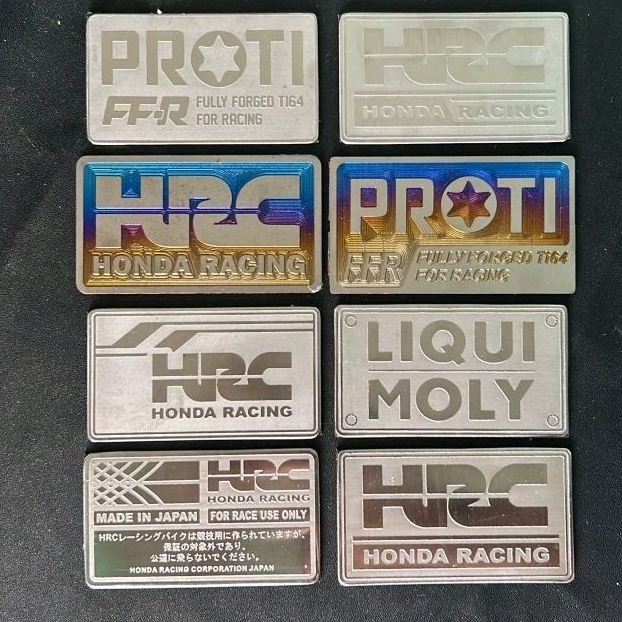 PROTI
FF-R FULLY FORGED Ti64
FOR RACING
HRC
HONDA RACING
HRC
HONDA RACING
PROTI
FFR FULLY FORGED Ti64
FOR RACING
HRC
HONDA RACING
LIQUI
MOLY
HRC
HONDA RACING
MADE IN JAPAN FOR RACE USE ONLY
HRCレーシングバイクは競技用に作られていますが、
保証の対象外であり、
公道に乗らないでください。
HONDA RACING CORPORATION JAPAN
HRC
HONDA RACING